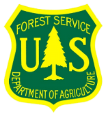 FOREST SERVICE
U S
DEPARTMENT OF AGRICULTURE